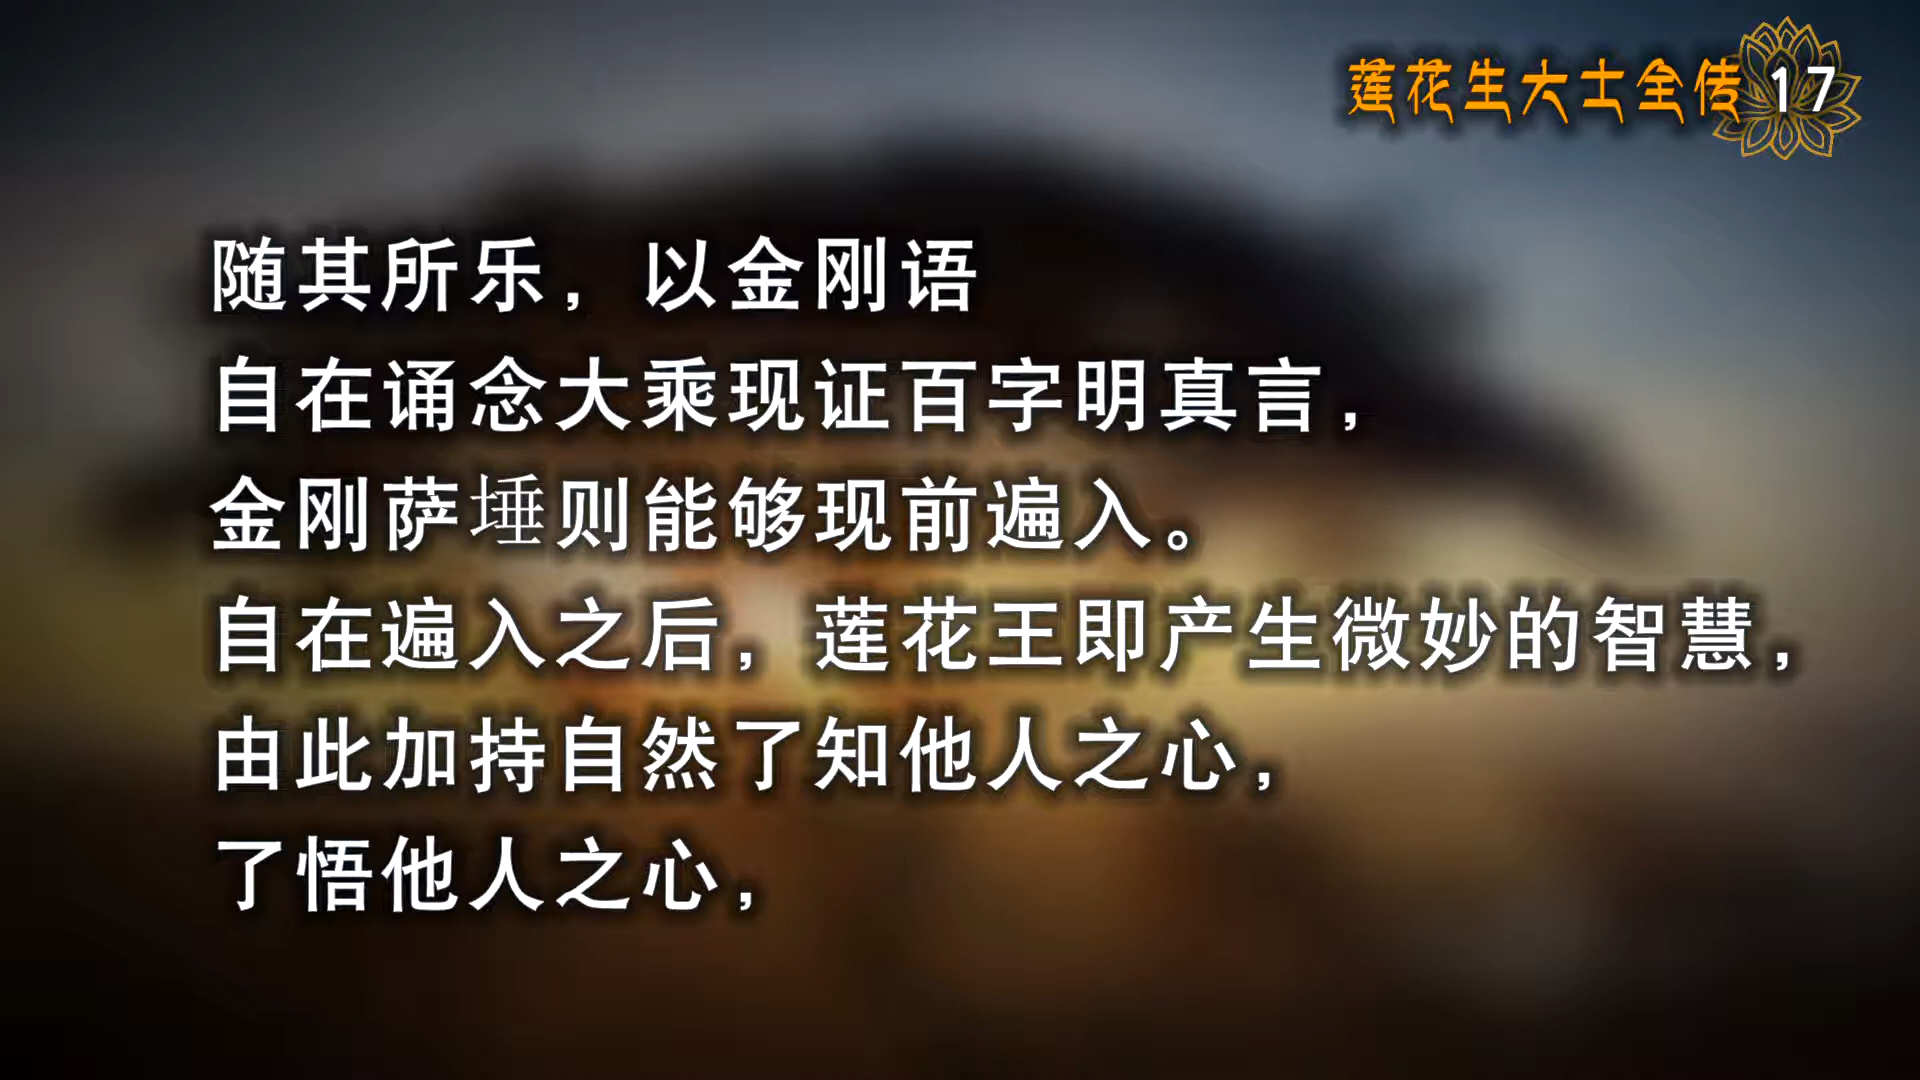 莲花生大士全传 17
随其所乐，以金刚语
自在诵念大乘现证百字明真言，
金刚萨埵则能够现前遍入。
自在遍入之后，莲花王即产生微妙的智慧，
由此加持自然了知他人之心，
了悟他人之心，